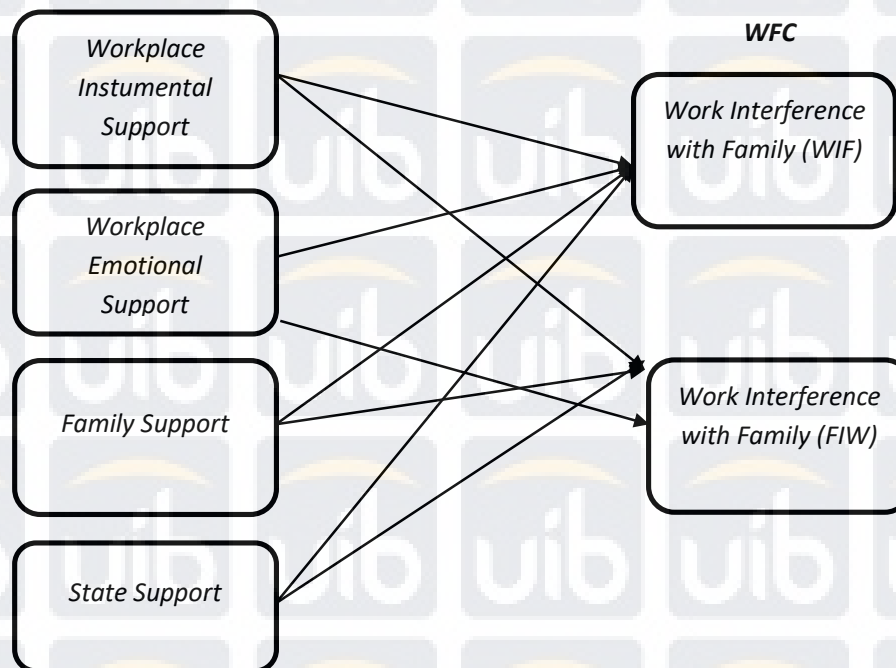 Workplace
Instumental
Support
Workplace
Emotional
Support
Family Support
State Support
WFC
Work Interference
with Family (WIF)
Work Interference
with Family (FIW)
uib